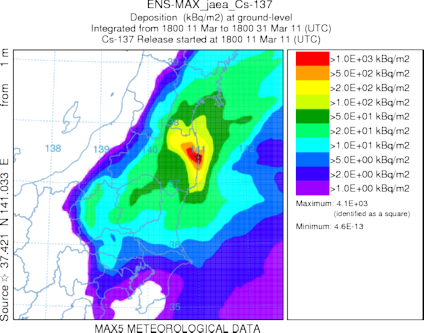 ENS-MAX_jaea_Cs-137
Deposition (kBq/m2) at ground-level
Integrated from 1800 11 Mar to 1800 31 Mar 11 (UTC)
Cs-137 Release started at 1800 11 Mar 11 (UTC)
Source ☆ 37.421 N 141.033 E from 1 m
138
139
140
141
35
>1.0E+03 kBq/m2
>5.0E+02 kBq/m2
>2.0E+02 kBq/m2
>1.0E+02 kBq/m2
>5.0E+01 kBq/m2
>2.0E+01 kBq/m2
>1.0E+01 kBq/m2
>5.0E+00 kBq/m2
>2.0E+00 kBq/m2
>1.0E+00 kBq/m2
Maximum: 4.1E+03
(identified as a square)
Minimum: 4.6E-13
MAX5 METEOROLOGICAL DATA